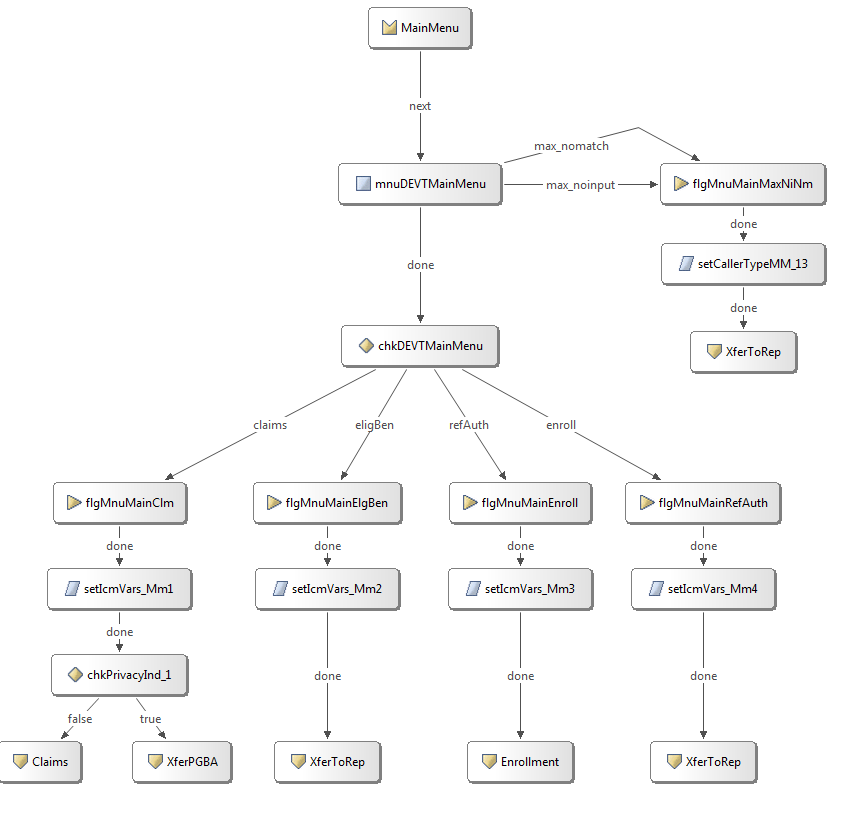 MainMenu
next
max_nomatch
mnuDEVTMainMenu
max_noinput
flgMnuMainMaxNiNm
done
setCallerTypeMM_13
done
done
chkDEVTMainMenu
XferToRep
claims
eligBen
refAuth
enroll
flgMnuMainClm
flgMnuMainElgBen
flgMnuMainEnroll
flgMnuMainRefAuth
done
done
done
done
setIcmVars_Mm1
setIcmVars_Mm2
setIcmVars_Mm3
setIcmVars_Mm4
done
chkPrivacyInd_1
done
done
done
false
true
Claims
XferPGBA
XferToRep
Enrollment
XferToRep